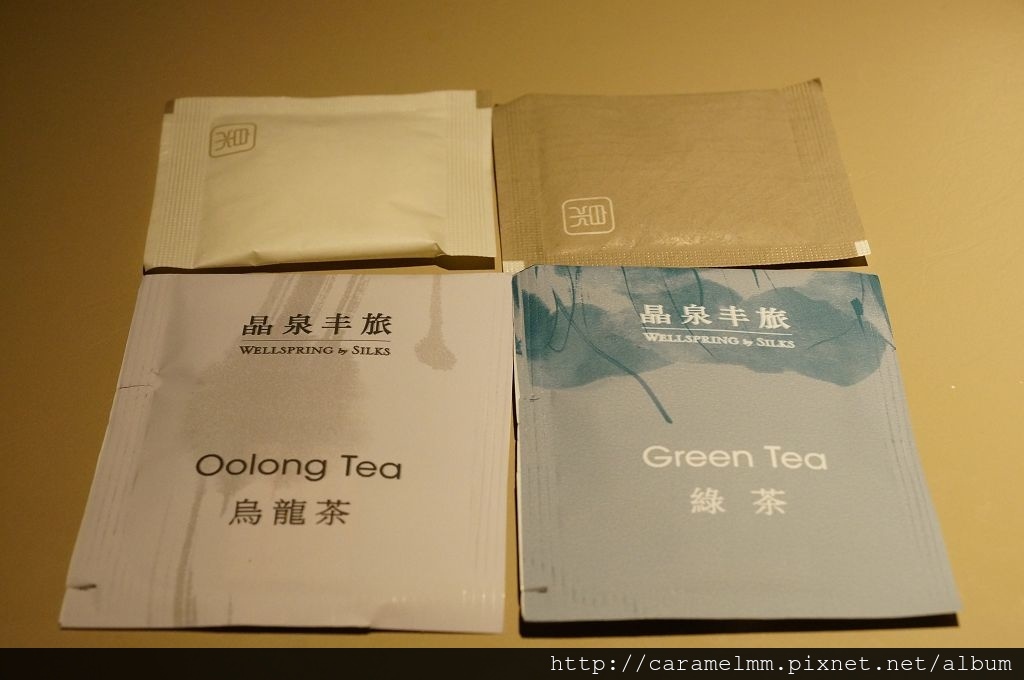 晶泉丰旅
WELLSPRING by SILKS
Oolong Tea
烏龍茶
晶泉丰旅
WELLSPRING by SILKS
Green Tea
綠茶
http://caramelmm.pixnet.net/album